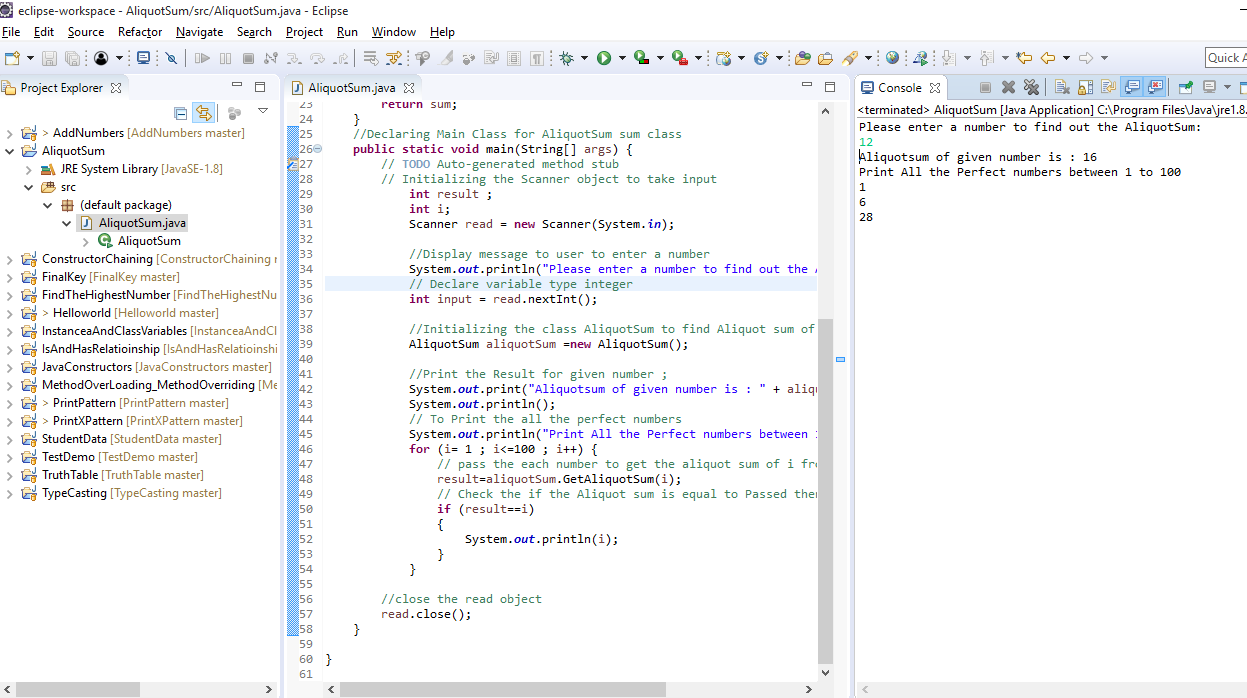 eclipse-workspace - AliquotSum/src/AliquotSum.java - Eclipse
File Edit Source Refactor Navigate Search Project Run Window Help
Quick A
Project Explorer
> AddNumbers [AddNumbers master]
AliquotSum
JRE System Library [JavaSE-1.8]
src
(default package)
AliquotSum.java
AliquotSum
ConstructorChaining [ConstructorChaining
FinalKey [FinalKey master]
FindTheHighestNumber [FindTheHighestNu
> Helloworld [Helloworld master]
InstanceaAndClassVariables [InstanceaAndCl
IsAndHasRelatioinship [IsAndHasRelatioinshi
JavaConstructors [JavaConstructors master]
MethodOverLoading_MethodOverriding [Me
> PrintPattern [PrintPattern master]
> PrintXPattern [PrintXPattern master]
StudentData [StudentData master]
TestDemo [TestDemo master]
TruthTable [TruthTable master]
TypeCasting [TypeCasting master]
AliquotSum.java
23 return sum;
24 }
25 //Declaring Main Class for AliquotSum sum class
26 public static void main(String[] args) {
27 // TODO Auto-generated method stub
28 // Initializing the Scanner object to take input
29 int result ;
30 int i;
31 Scanner read = new Scanner(System.in);
32
33 //Display message to user to enter a number
34 System.out.println("Please enter a number to find out the A
35 // Declare variable type integer
36 int input = read.nextInt();
37
38 //Initializing the class AliquotSum to find Aliquot sum of
39 AliquotSum aliquotSum =new AliquotSum();
40
41 //Print the Result for given number ;
42 System.out.print("Aliquotsum of given number is : " + aliqu
43 System.out.println();
44 // To Print the all the perfect numbers
45 System.out.println("Print All the Perfect numbers between 1
46 for (i= 1 ; i<=100 ; i++) {
47 // pass the each number to get the aliquot sum of i fro
48 result=aliquotSum.GetAliquotSum(i);
49 // Check the if the Aliquot sum is equal to Passed then
50 if (result==i)
51 {
52 System.out.println(i);
53 }
54 }
55
56 //close the read object
57 read.close();
58 }
59
60 }
61
Console
<terminated> AliquotSum [Java Application] C:\Program Files\Java\jre1.8.
Please enter a number to find out the AliquotSum:
12
Aliquotsum of given number is : 16
Print All the Perfect numbers between 1 to 100
1
6
28